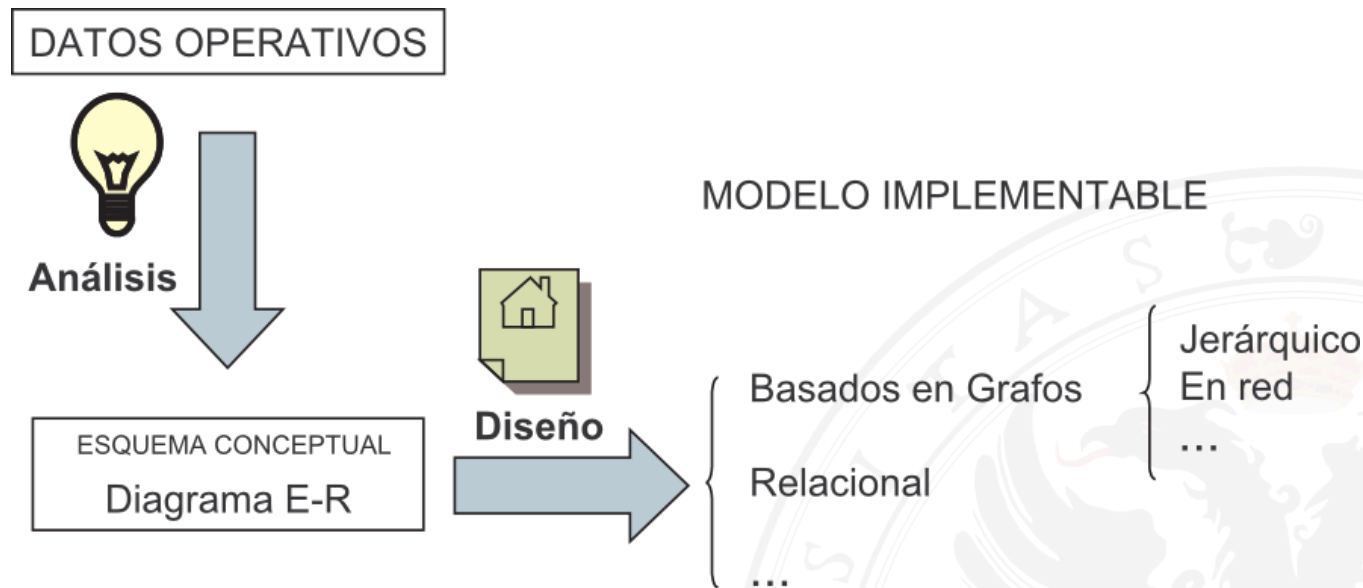 DATOS OPERATIVOS
Análisis
ESQUEMA CONCEPTUAL
Diagrama E-R
Diseño
MODELO IMPLEMENTABLE
Basados en Grafos
Jerárquico
En red
...
Relacional
...
S I T A S